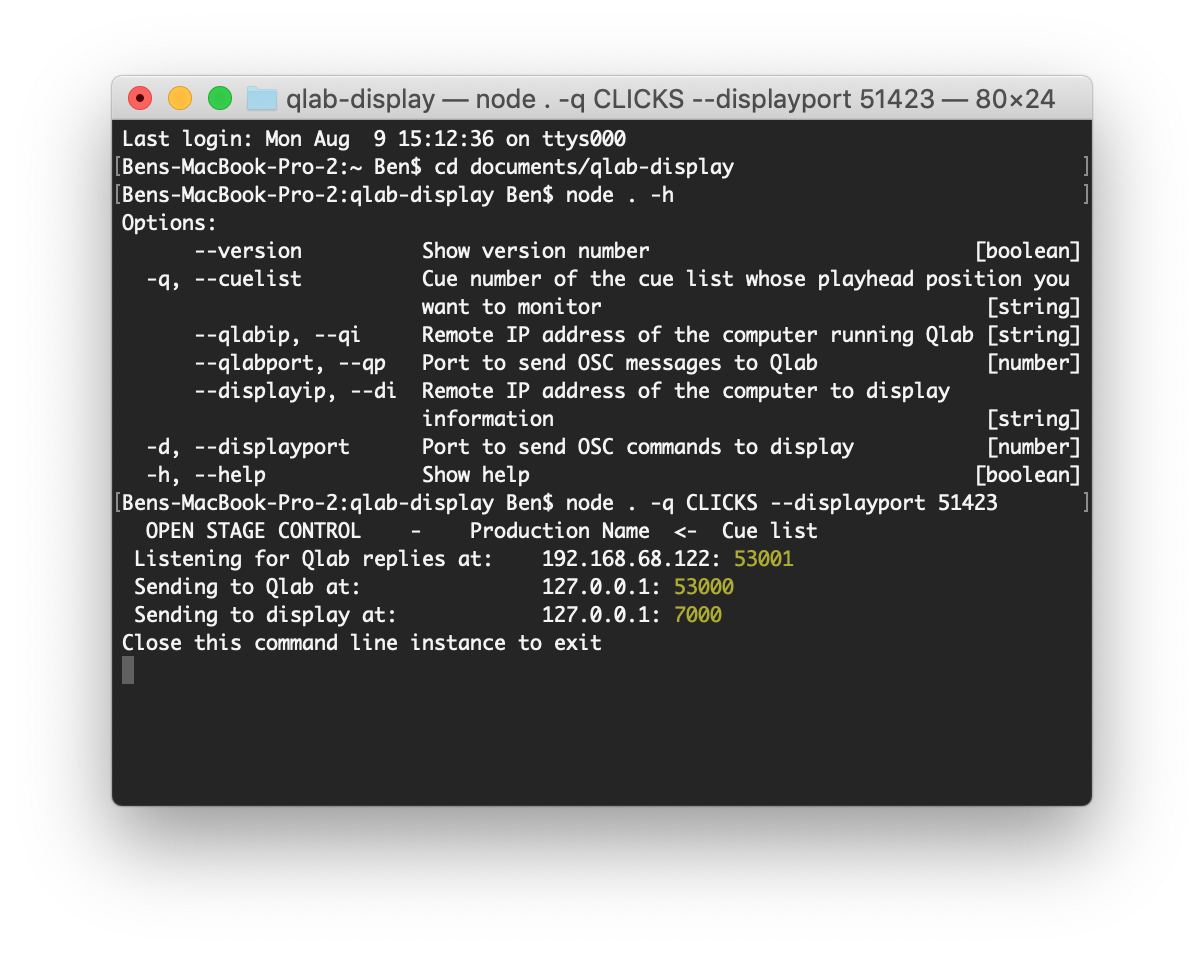 qlab-display — node . -q CLICKS --displayport 51423 — 80×24
Last login: Mon Aug  9 15:12:36 on ttys000
[Bens-MacBook-Pro-2:~ Ben$ cd documents/qlab-display ]
[Bens-MacBook-Pro-2:qlab-display Ben$ node . -h ]
Options:
      --version          Show version number                           [boolean]
  -q, --cuelist          Cue number of the cue list whose playhead position you
                         want to monitor                                [string]
      --qlabip, --qi     Remote IP address of the computer running Qlab [string]
      --qlabport, --qp   Port to send OSC messages to Qlab              [number]
      --displayip, --di  Remote IP address of the computer to display
                         information                                    [string]
  -d, --displayport      Port to send OSC commands to display           [number]
  -h, --help             Show help                                     [boolean]
[Bens-MacBook-Pro-2:qlab-display Ben$ node . -q CLICKS --displayport 51423 ]
  OPEN STAGE CONTROL    -    Production Name  <-  Cue list
 Listening for Qlab replies at:    192.168.68.122: 53001
 Sending to Qlab at:               127.0.0.1: 53000
 Sending to display at:            127.0.0.1: 7000
Close this command line instance to exit